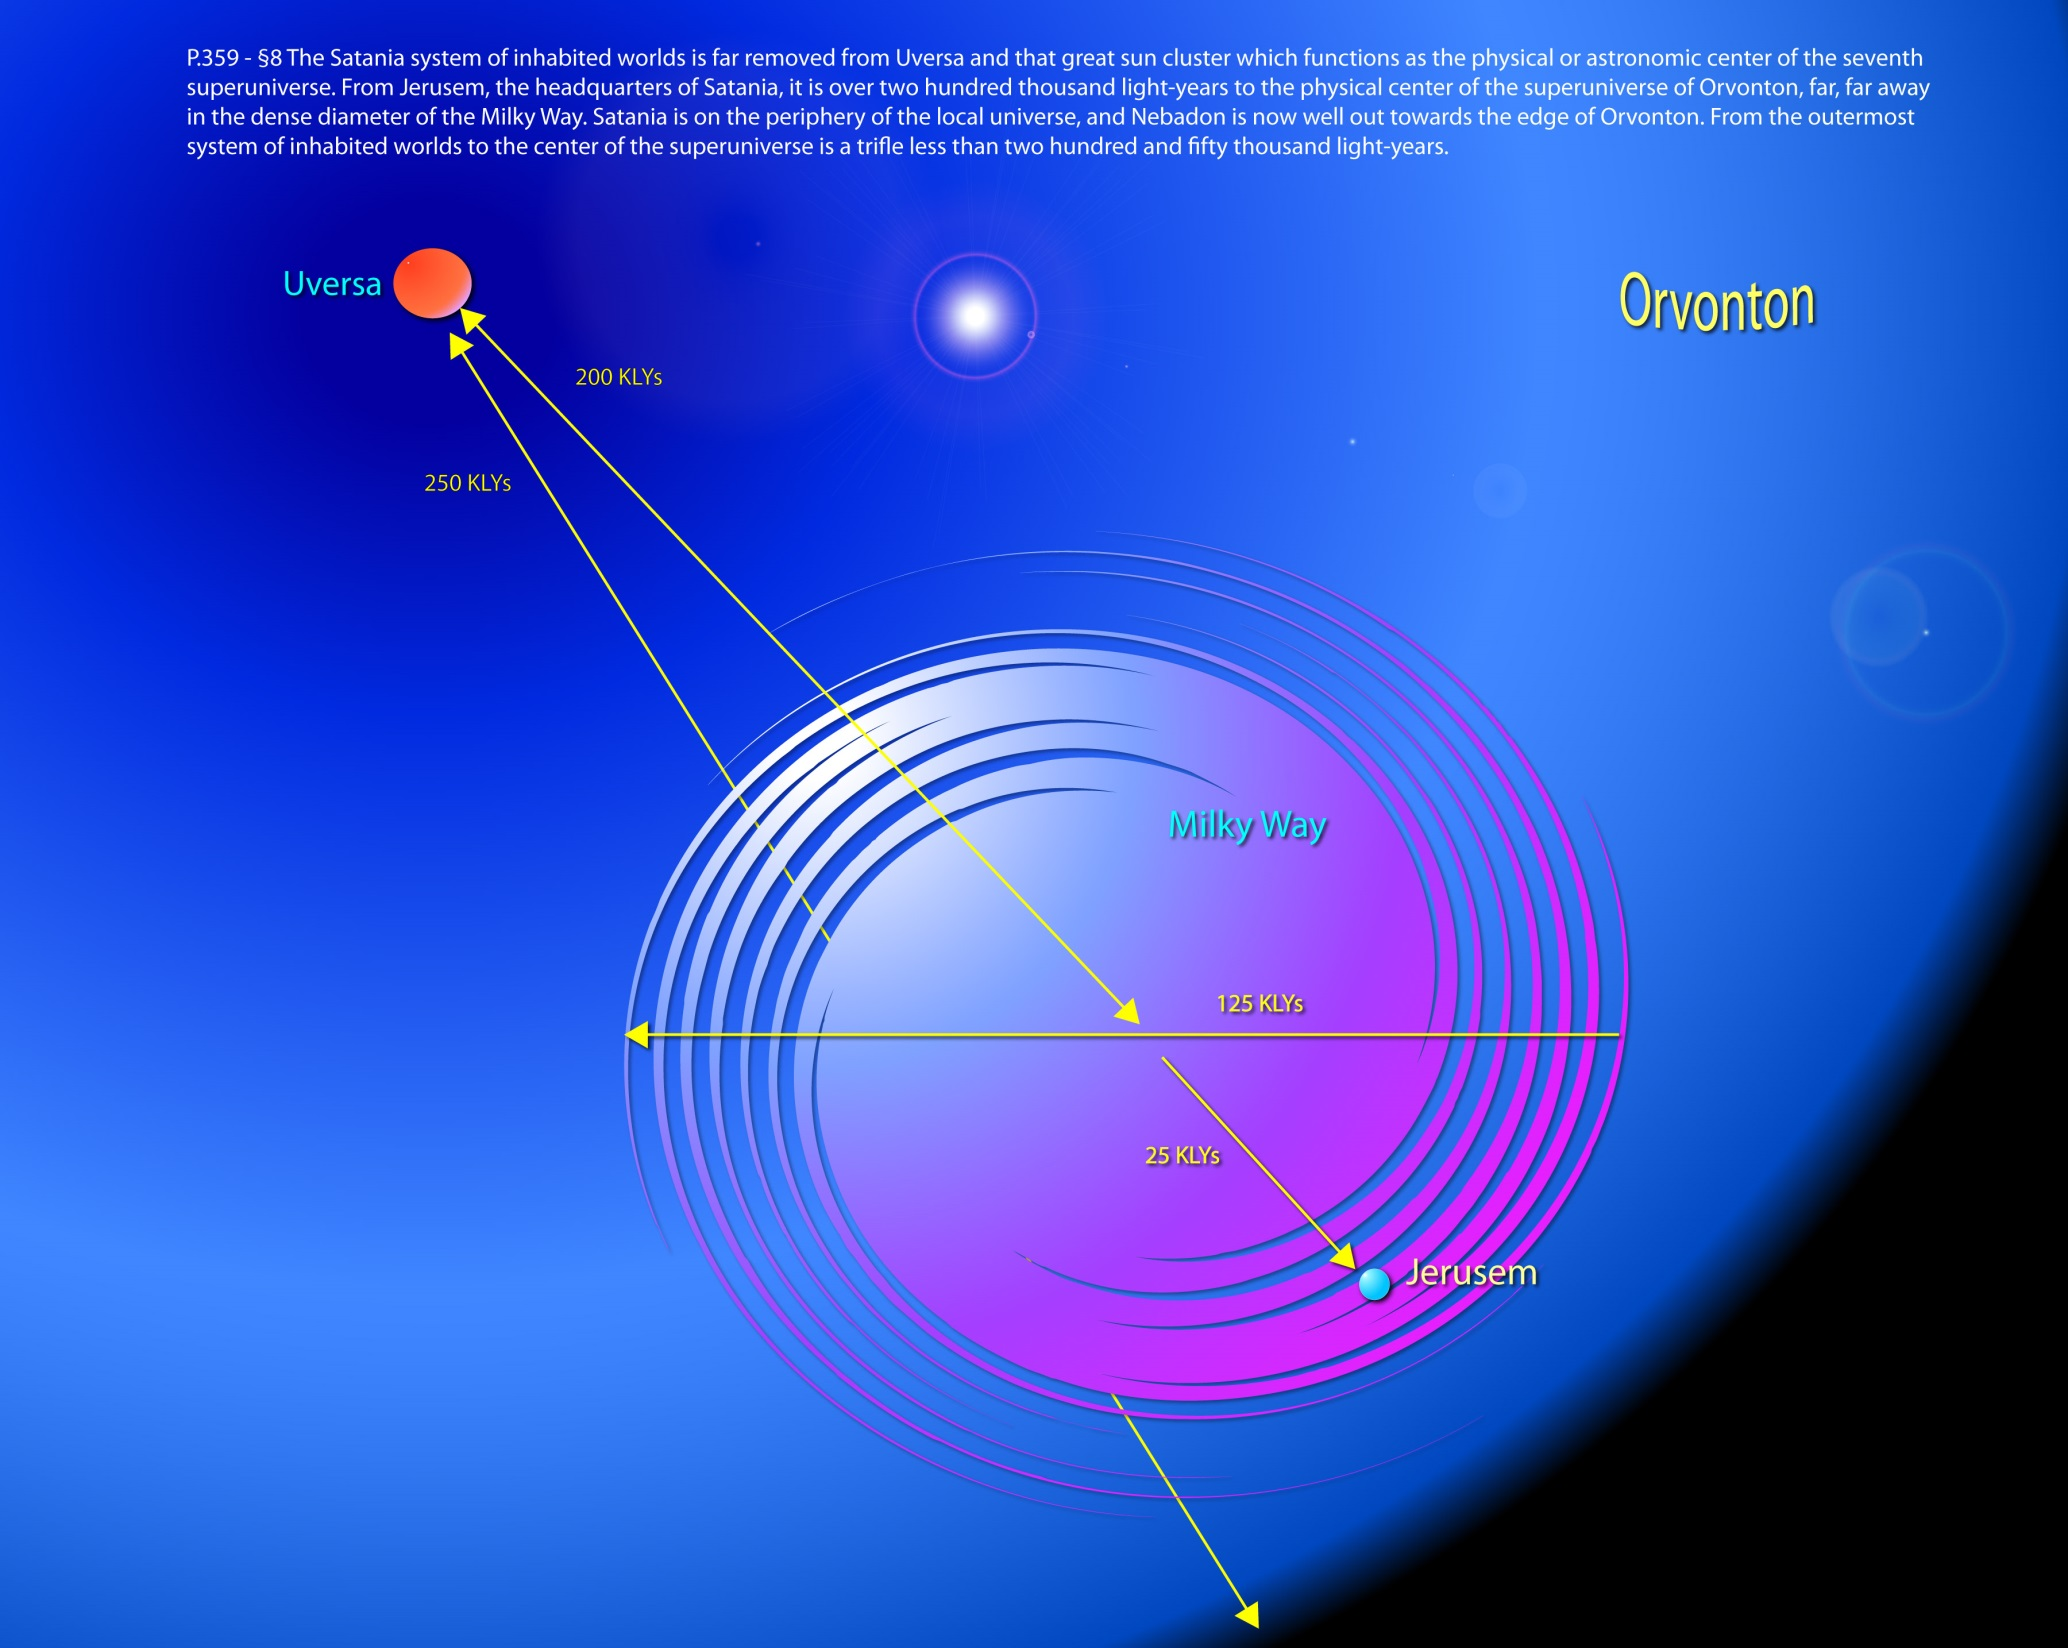 P.359 - §8 The Satania system of inhabited worlds is far removed from Uversa and that great sun cluster which functions as the physical or astronomic center of the seventh
superuniverse. From Jerusem, the headquarters of Satania, it is over two hundred thousand light-years to the physical center of the superuniverse of Orvonton, far, far away
in the dense diameter of the Milky Way. Satania is on the periphery of the local universe, and Nebadon is now well out towards the edge of Orvonton. From the outermost
system of inhabited worlds to the center of the superuniverse is a trifle less than two hundred and fifty thousand light-years.
Uversa
Orvonton
200 KLYs
250 KLYs
Milky Way
125 KLYs
25 KLYs
Jerusem